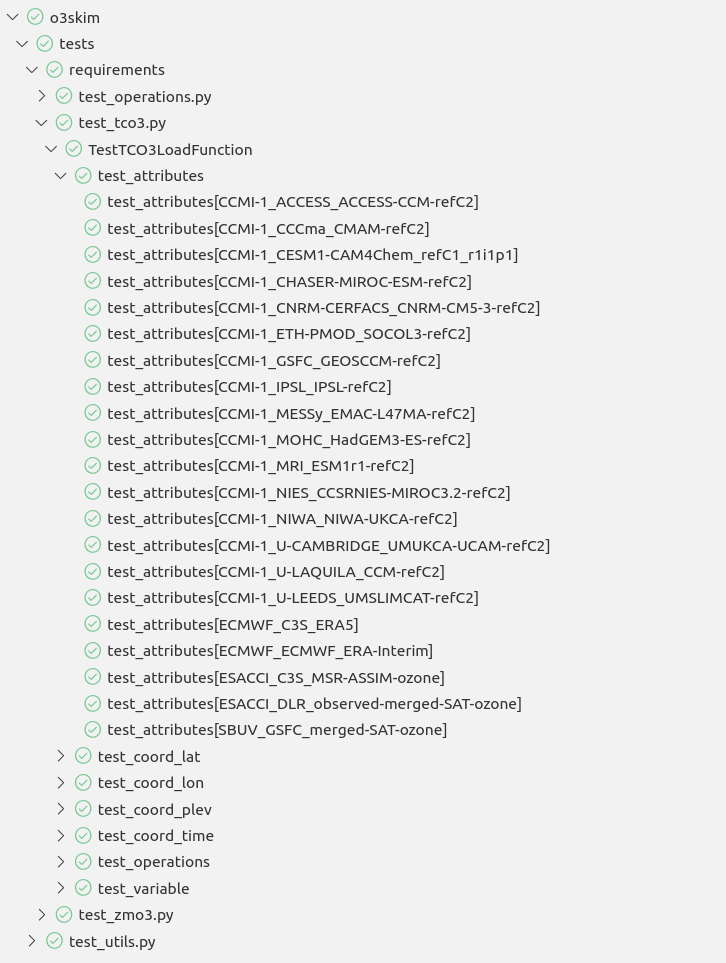 o3skim
tests
requirements
test_operations.py
test_tco3.py
TestTCO3LoadFunction
test_attributes
test_attributes[CCMI-1_ACCESS_ACCESS-CCM-refC2]
test_attributes[CCMI-1_CCCma_CMAM-refC2]
test_attributes[CCMI-1_CESM1-CAM4Chem_refC1_r1i1p1]
test_attributes[CCMI-1_CHASER-MIROC-ESM-refC2]
test_attributes[CCMI-1_CNRM-CERFACS_CNRM-CM5-3-refC2]
test_attributes[CCMI-1_ETH-PMOD_SOCOL3-refC2]
test_attributes[CCMI-1_GSFC_GEOSCCM-refC2]
test_attributes[CCMI-1_IPSL_IPSL-refC2]
test_attributes[CCMI-1_MESSy_EMAC-L47MA-refC2]
test_attributes[CCMI-1_MOHC_HadGEM3-ES-refC2]
test_attributes[CCMI-1_MRI_ESM1r1-refC2]
test_attributes[CCMI-1_NIES_CCSRNIES-MIROC3.2-refC2]
test_attributes[CCMI-1_NIWA_NIWA-UKCA-refC2]
test_attributes[CCMI-1_U-CAMBRIDGE_UMUKCA-UCAM-refC2]
test_attributes[CCMI-1_U-LAQUILA_CCM-refC2]
test_attributes[CCMI-1_U-LEEDS_UMSLIMCAT-refC2]
test_attributes[ECMWF_C3S_ERA5]
test_attributes[ECMWF_ECMWF_ERA-Interim]
test_attributes[ESACCI_C3S_MSR-ASSIM-ozone]
test_attributes[ESACCI_DLR_observed-merged-SAT-ozone]
test_attributes[SBUV_GSFC_merged-SAT-ozone]
test_coord_lat
test_coord_lon
test_coord_plev
test_coord_time
test_operations
test_variable
test_zmo3.py
test_utils.py